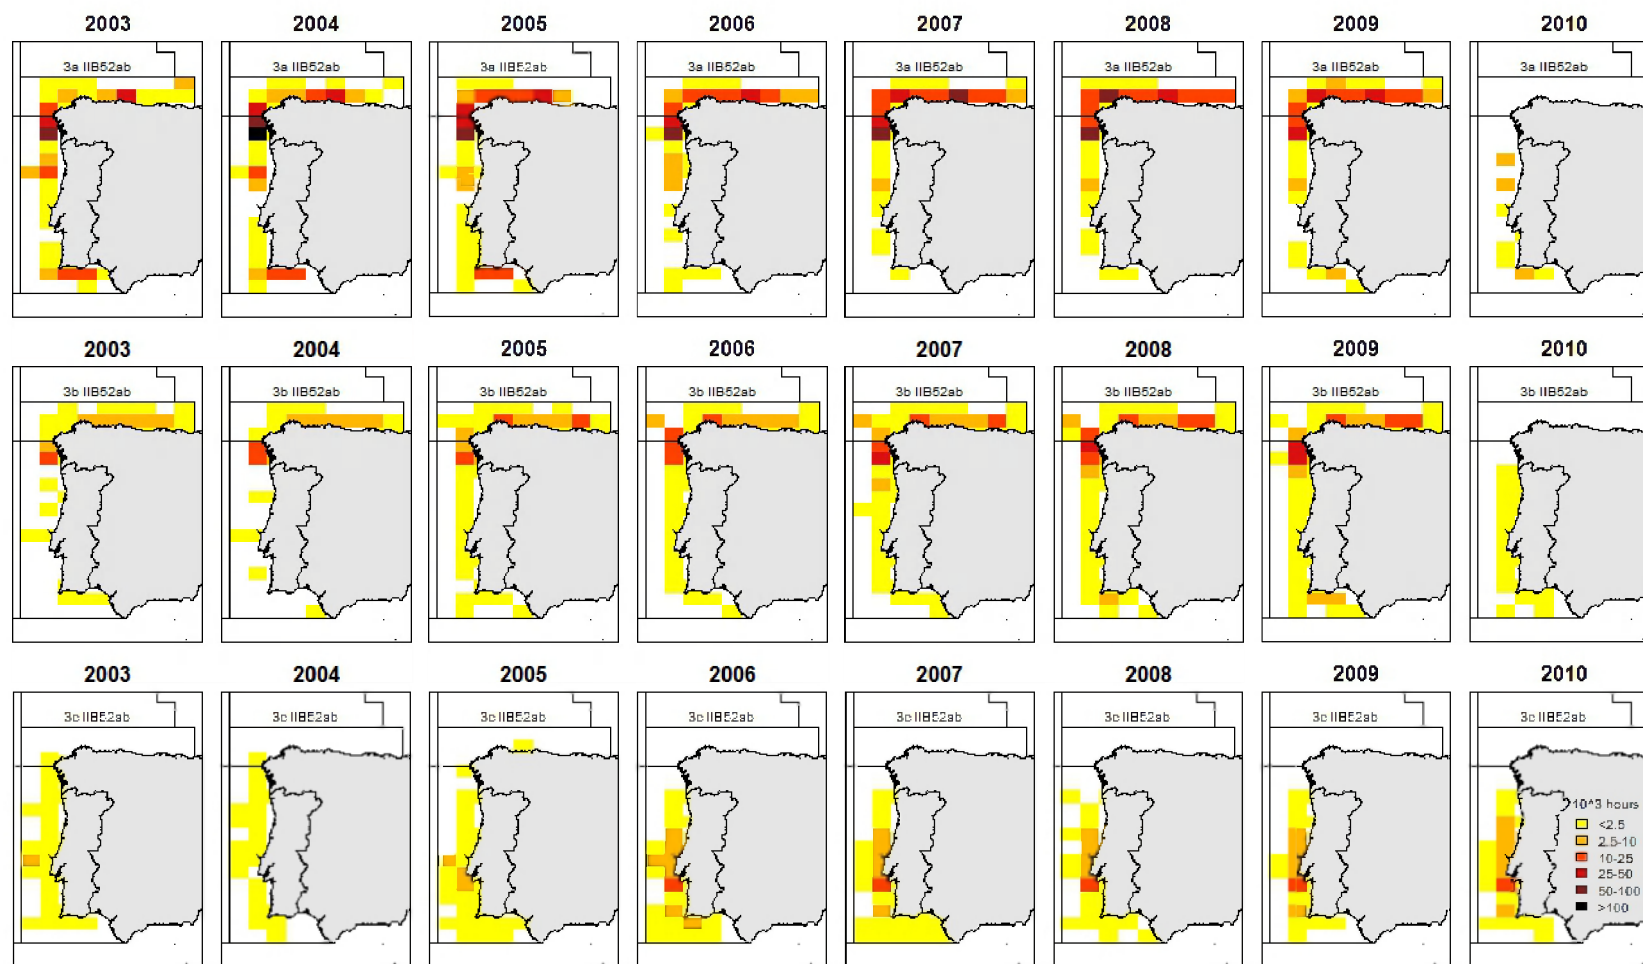 2003 2004 2005 2006 2007 2008 2009 2010
3a IIB52ab 3a IIB52ab 3a IIB52ab 3a IIB52ab 3a IIB52ab 3a IIB52ab 3a IIB52ab 3a IIB52ab
2003 2004 2005 2006 2007 2008 2009 2010
3b IIB52ab 3b IIB52ab 3b IIB52ab 3b IIB52ab 3b IIB52ab 3b IIB52ab 3b IIB52ab 3b IIB52ab
2003 2004 2005 2006 2007 2008 2009 2010
3c IIB52ab 3c IIB52ab 3c IIB52ab 3c IIB52ab 3c IIB52ab 3c IIB52ab 3c IIB52ab 3c IIB52ab
10^3 hours
<2.5
2.5-10
10-25
25-50
50-100
>100